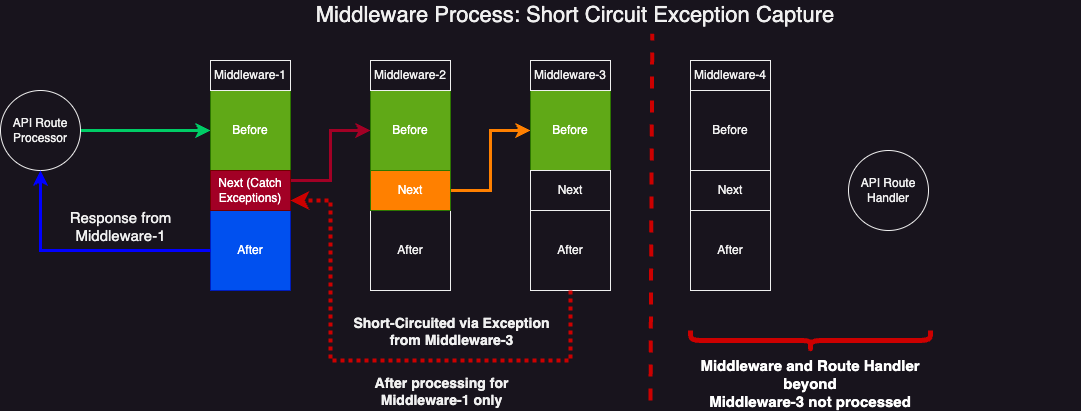 Middleware Process: Short Circuit Exception Capture
Middleware-1
Middleware-2
Middleware-3
Middleware-4
API Route
Processor
Before
Before
Before
Before
Next (Catch
Exceptions)
Next
Next
Next
API Route
Handler
Response from
Middleware-1
After
After
After
After
Short-Circuited via Exception
from Middleware-3
After processing for
Middleware-1 only
Middleware and Route Handler
beyond
Middleware-3 not processed